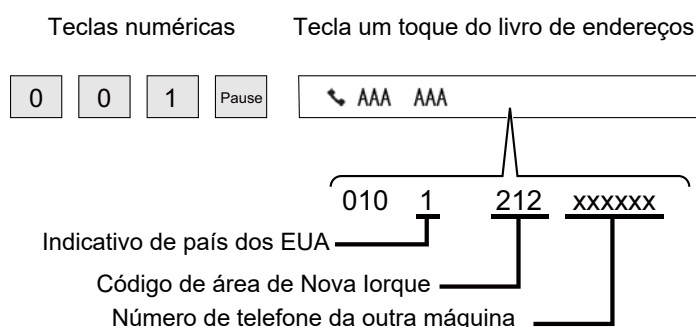 Teclas numéricas Tecla um toque do livro de endereços
0 0 1 Pause AAA AAA
010 1 212 xxxxxx
Indicativo de país dos EUA
Código de área de Nova Iorque
Número de telefone da outra máquina